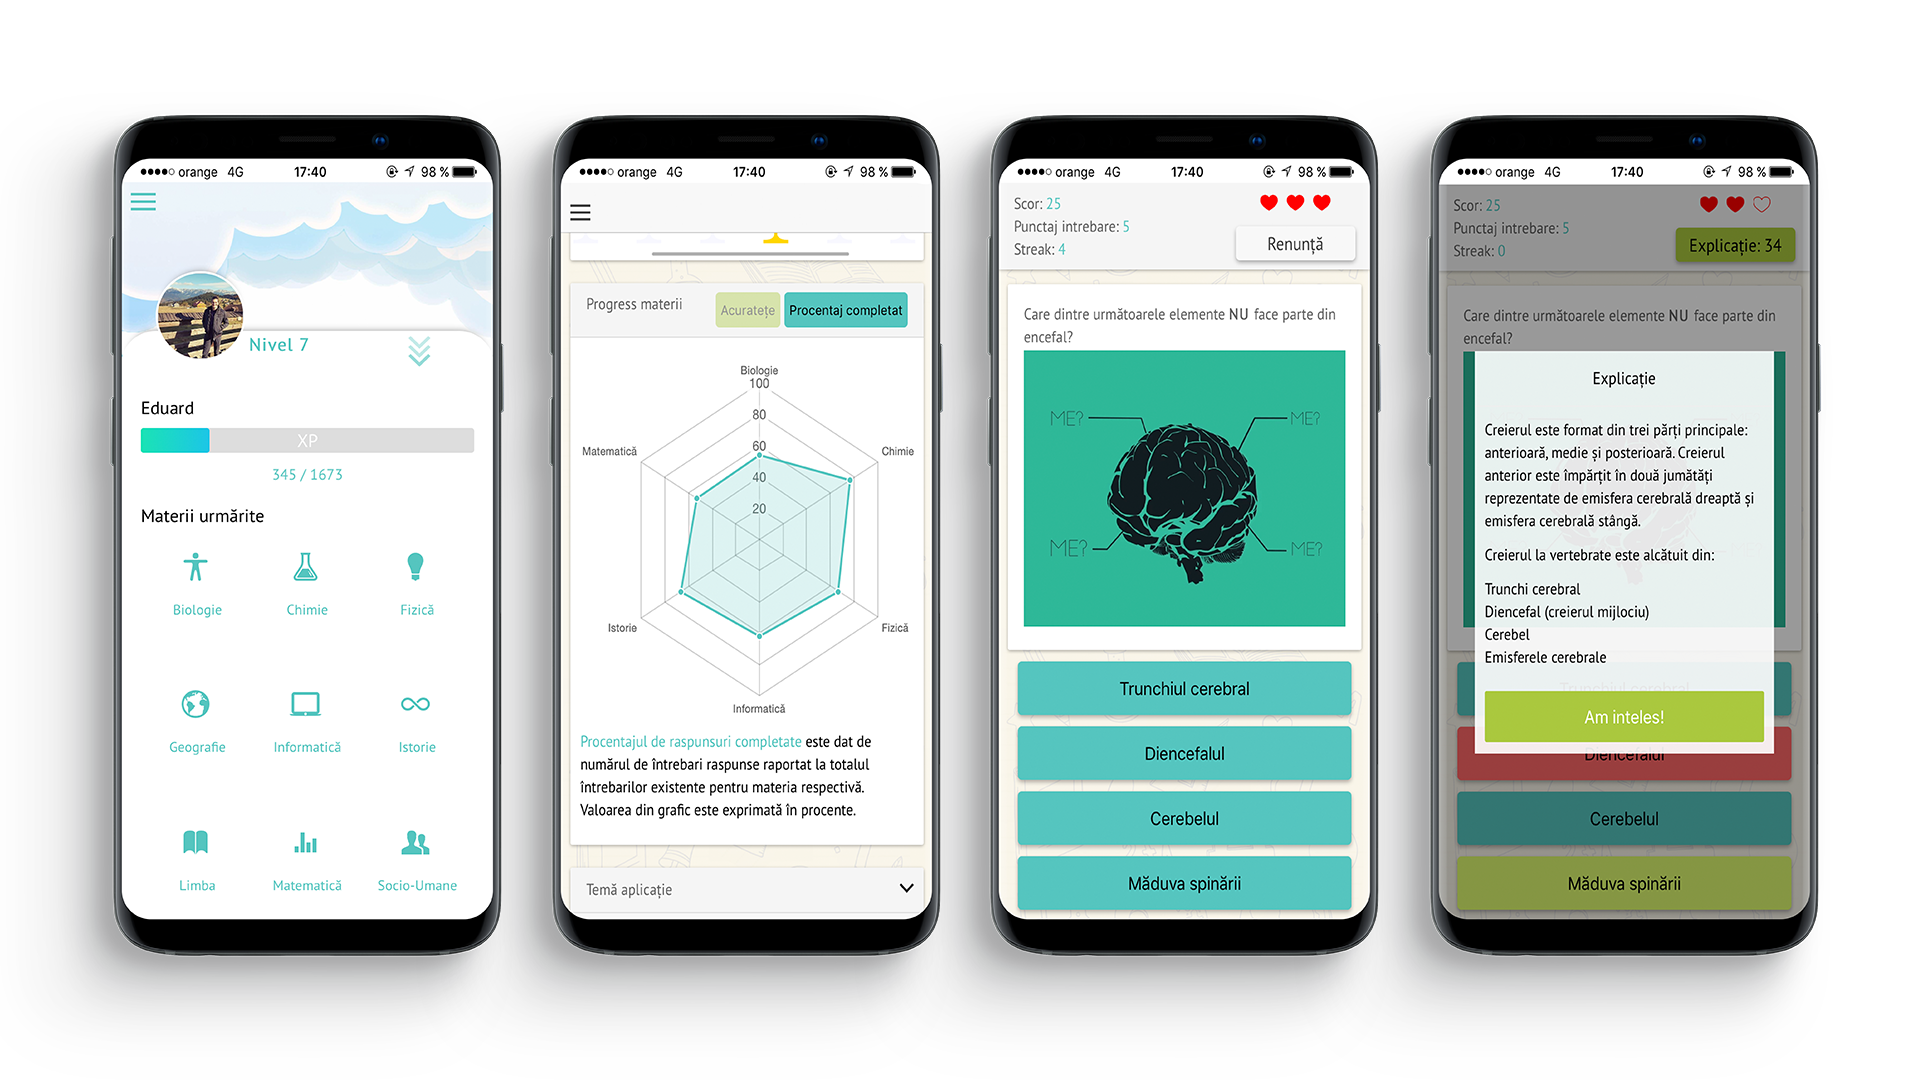 orange 4G 17:40 98 %
Nivel 7
Eduard
XP
345 / 1673
Materii urmărite
Biologie Chimie Fizică
Geografie Informatică Istorie
Limba Matematică Socio-Umane
orange 4G 17:40 98 %
Progress materii Acuratețe Procentaj completat
Biologie
100
80
60
40
20
Matematică Chimie
Istorie Fizică
Informatică
Procentajul de raspunsuri completate este dat de
numărul de întrebari raspunse raportat la totalul
întrebarilor existente pentru materia respectivă.
Valoarea din grafic este exprimată în procente.
Temă aplicație
orange 4G 17:40 98 %
Scor: 25
Punctaj intrebare: 5
Streak: 4
Renunță
Care dintre următoarele elemente NU face parte din
encefal?
ME? ME?
ME? ME?
Trunchiul cerebral
Diencefalul
Cerebelul
Măduva spinării
orange 4G 17:40 98 %
Scor: 25
Punctaj intrebare: 5
Streak: 0
Explicație: 34
Care dintre următoarele elemente NU face parte din
encefal?
Explicație
Creierul este format din trei părți principale:
anterioară, medie și posterioară. Creierul
anterior este împărțit în două jumătăți
reprezentate de emisfera cerebrală dreaptă și
emisfera cerebrală stângă.
Creierul la vertebrate este alcătuit din:
Trunchi cerebral
Diencefal (creierul mijlociu)
Cerebel
Emisferele cerebrale
Trunchiul cerebral
Am inteles!
Diencefalul
Cerebelul
Măduva spinării